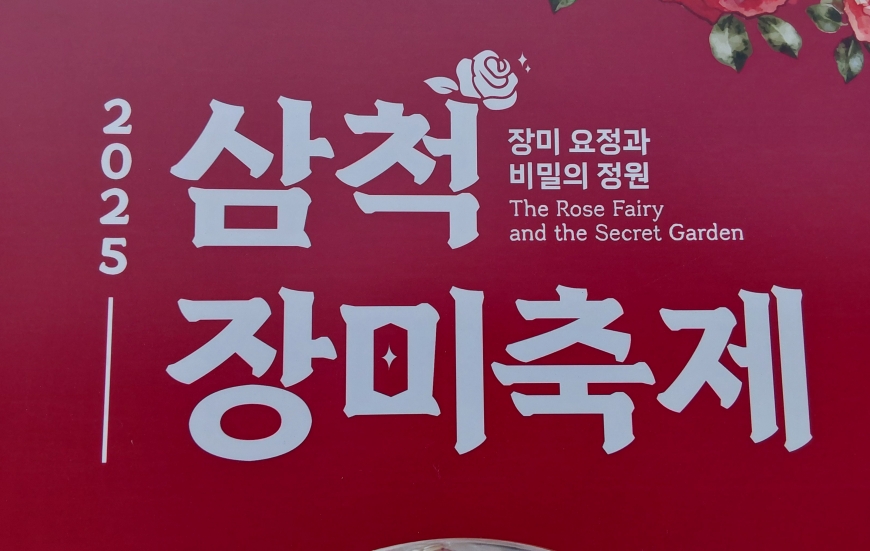 2025
삼척
장미 요정과
비밀의 정원
The Rose Fairy
and the Secret Garden
장미축제